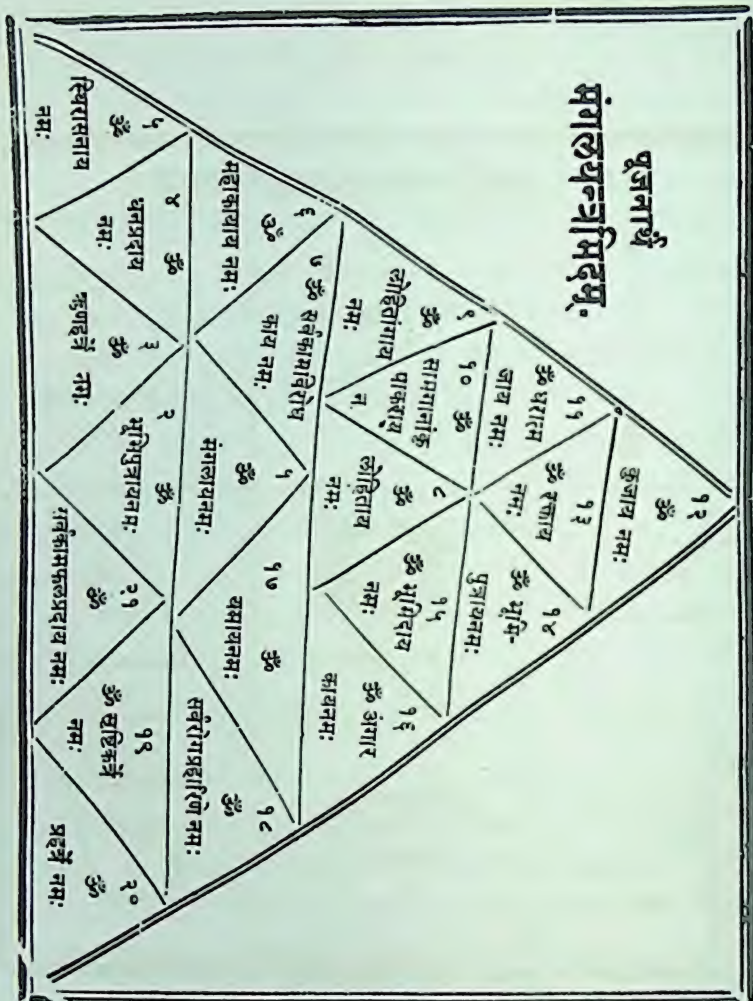 पूजनार्थे
मंगलयन्त्रमिदम्.
१२
ॐ
कुजाय नमः
११
ॐ धरात्म
जाय नमः
१३
ॐ रक्ताय
नमः
१४
ॐ भूमि-
पुत्रायनमः
९
ॐ
लोहितांगाय
नमः
१० ॐ
सामगानांकृ
पाकराय
न.
८
ॐ
लोहिताय
नमः
१५
ॐ भूमिदाय
नमः
१६
ॐ अंगार
कायनमः
६
ॐ
महाकायाय नमः
७ ॐ सर्वकामविरोध
काय नमः
१
ॐ
मंगलायनमः
१७ ॐ
यमायनमः
१८
ॐ
सर्वरोगप्रहारिणे नमः
५
ॐ
स्थिरासनाय
नमः
४ ॐ
धनप्रदाय
नमः
३
ॐ
ऋणहर्त्रे नमः
२ ॐ
भूमिपुत्रायनमः
२१
ॐ
सर्वकामफलप्रदाय नमः
१९
ॐ सृष्टिकर्त्रे
नमः
२०
ॐ
प्रहर्त्रे नमः